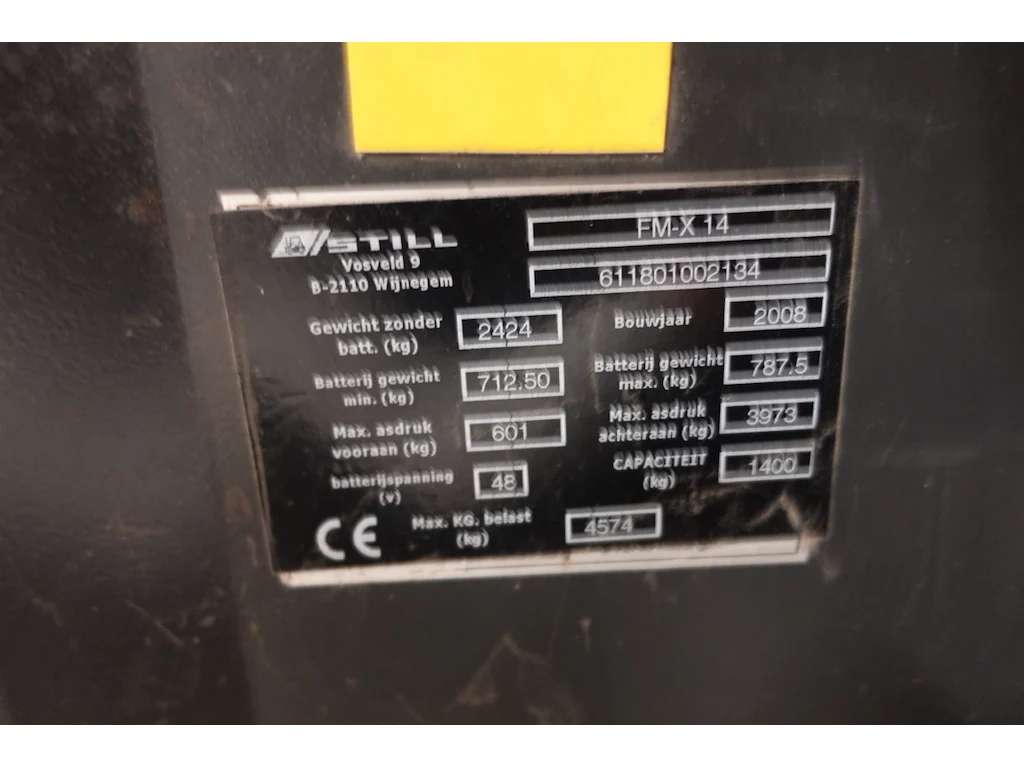 STILL
Vosveld 9
B-2110 Wijnegem
FM-X 14
611801002134
Gewicht zonder
batt. (kg)
2424
Bouwjaar
2008
Batterij gewicht
min. (kg)
712.50
Batterij gewicht
max. (kg)
787.5
Max. asdruk
vooraan (kg)
601
Max. asdruk
achteraan (kg)
3973
batterijspanning
(v)
48
CAPACITEIT
(kg)
1400
CE
Max. KG. belast
(kg)
4574